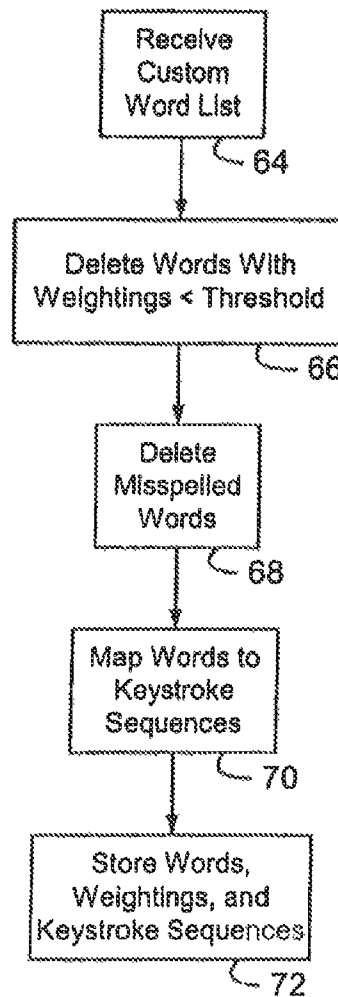 Receive
Custom
Word List
64
Delete Words With
Weightings < Threshold
66
Delete
Misspelled
Words
68
Map Words to
Keystroke
Sequences
70
Store Words,
Weightings, and
Keystroke Sequences
72